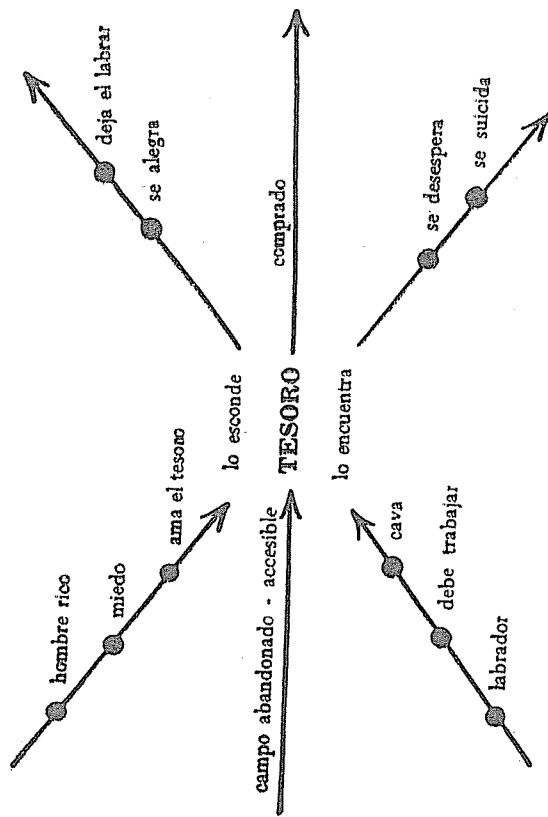 hombre rico
miedo
ama el tesoro
lo esconde
deja el labrar
se alegra
campo abandonado - accesible
TESORO
comprado
lo encuentra
cava
debe trabajar
labrador
se desespera
se suicida